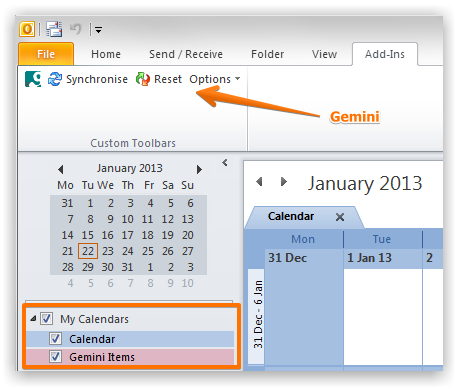 File Home Send / Receive Folder View Add-Ins
Synchronise Reset Options
Gemini
Custom Toolbars
January 2013
Mo Tu We Th Fr Sa Su
31 1 2 3 4 5 6
7 8 9 10 11 12 13
14 15 16 17 18 19 20
21 22 23 24 25 26 27
28 29 30 31 1 2 3
4 5 6 7 8 9 10
My Calendars
Calendar
Gemini Items
January 2013
Calendar
Mon Tue
31 Dec 1 Jan 13 2
31 Dec - 6 Jan